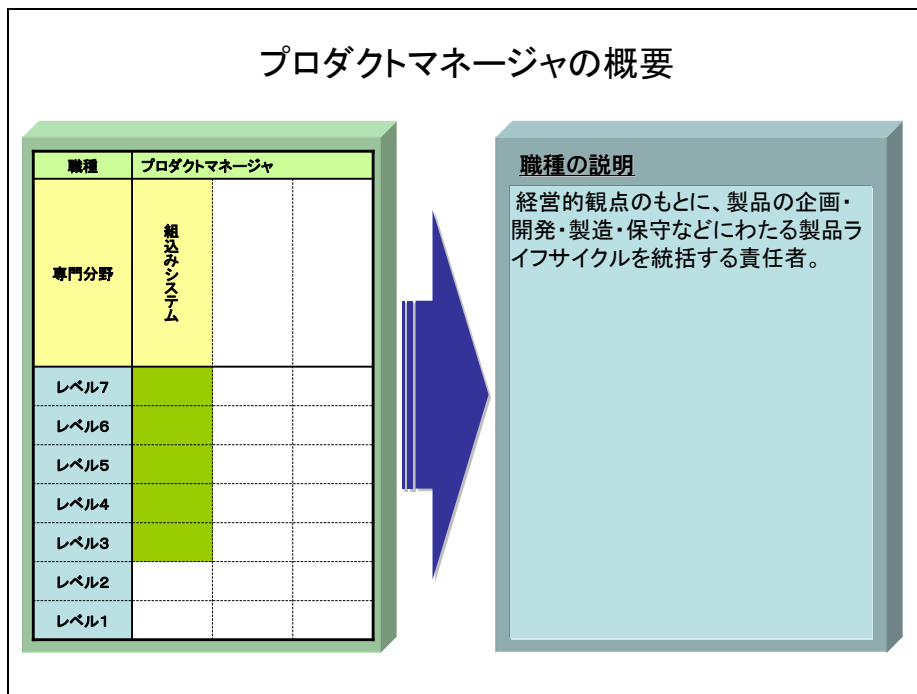 プロダクトマネージャの概要
職種 プロダクトマネージャ
専門分野 組込みシステム
レベル7
レベル6
レベル5
レベル4
レベル3
レベル2
レベル1
職種の説明
経営的観点のもとに、製品の企画・
開発・製造・保守などにわたる製品ラ
イフサイクルを統括する責任者。